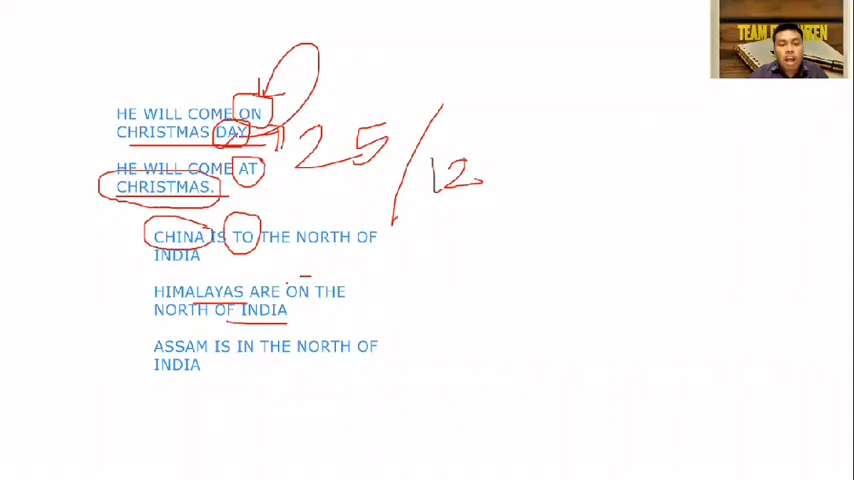 HE WILL COME ON
CHRISTMAS DAY
HE WILL COME AT
CHRISTMAS.
25/12
CHINA IS TO THE NORTH OF
INDIA
HIMALAYAS ARE ON THE
NORTH OF INDIA
ASSAM IS IN THE NORTH OF
INDIA